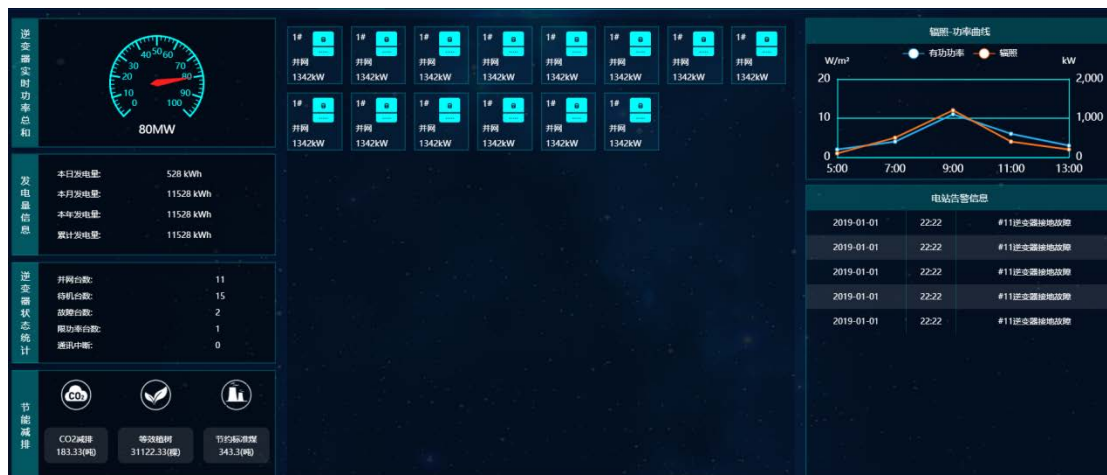 逆变器实时功率总和
0
10
20
30
40
50
60
70
80
90
100
80MW
发电量信息
本日发电量: 528 kWh
本月发电量: 11528 kWh
本年发电量: 11528 kWh
累计发电量: 11528 kWh
逆变器状态统计
并网台数: 11
待机台数: 15
故障台数: 2
限功率台数: 1
通讯中断: 0
节能减排
CO2
CO2减排
183.33(吨)
等效植树
31122.33(棵)
节约标准煤
343.3(吨)
1# 1# 1# 1# 1# 1# 1# 1#
并网 并网 并网 并网 并网 并网 并网 并网
1342kW 1342kW 1342kW 1342kW 1342kW 1342kW 1342kW 1342kW
1# 1# 1# 1# 1# 1#
并网 并网 并网 并网 并网 并网
1342kW 1342kW 1342kW 1342kW 1342kW 1342kW
辐照-功率曲线
有功功率 辐照
W/m² kW
20 2,000
10 1,000
0 0
5:00 7:00 9:00 11:00 13:00
电站告警信息
2019-01-01 22:22 #11逆变器接地故障
2019-01-01 22:22 #11逆变器接地故障
2019-01-01 22:22 #11逆变器接地故障
2019-01-01 22:22 #11逆变器接地故障
2019-01-01 22:22 #11逆变器接地故障